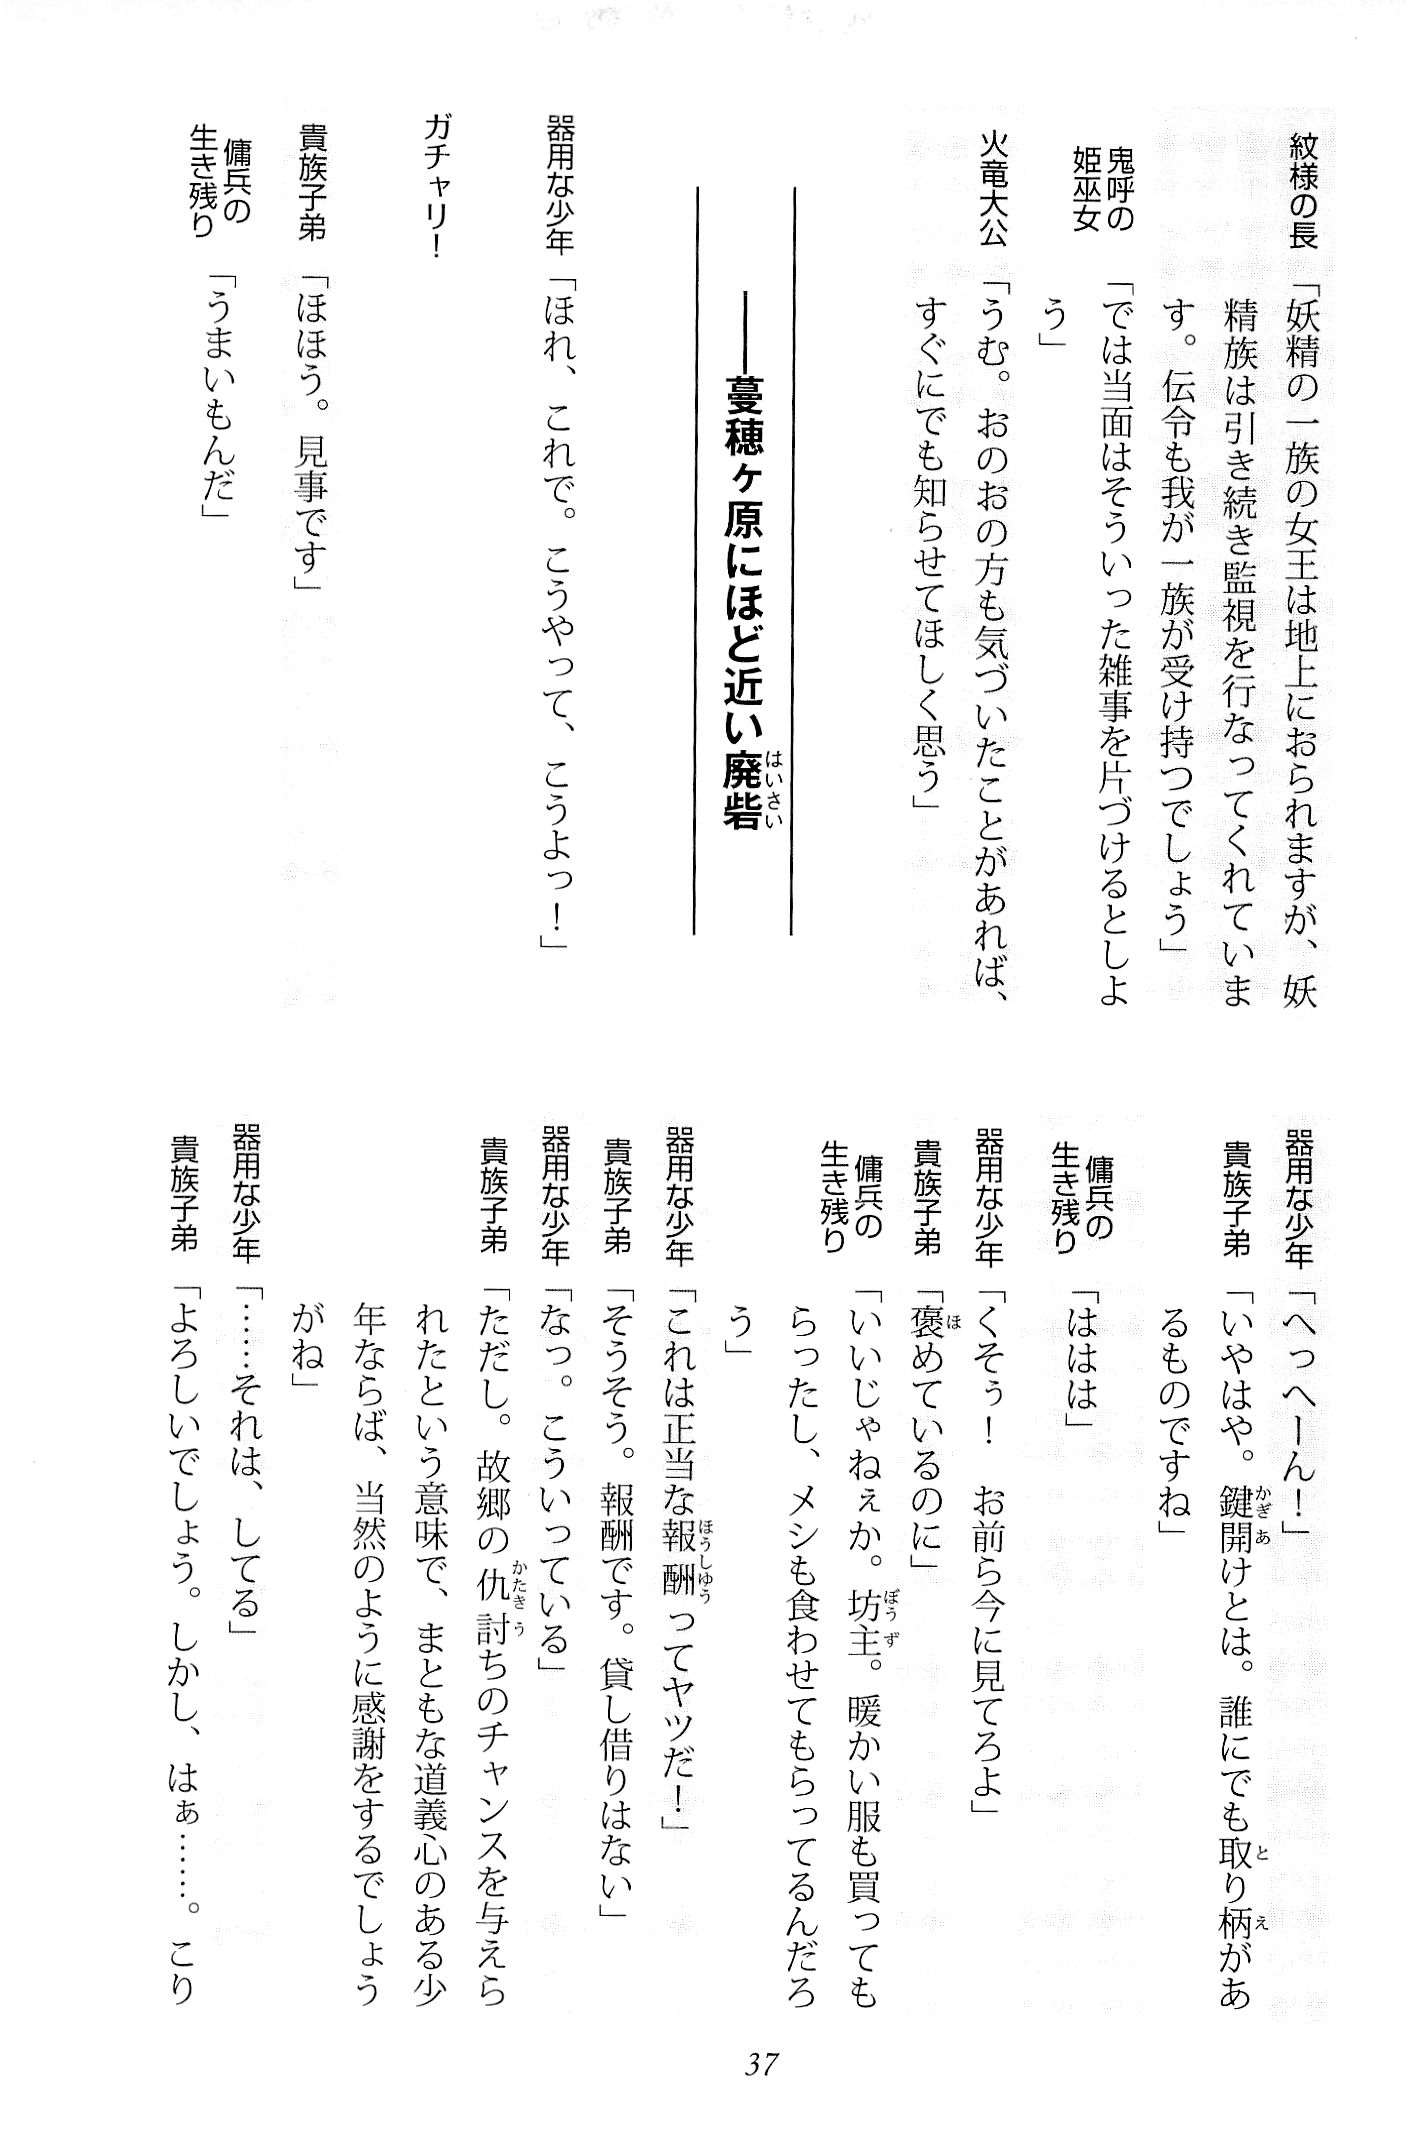 紋様の長「妖精の一族の女王は地上におられますが、妖
精族は引き続き監視を行なってくれていま
す。伝令も我が一族が受け持つでしょう」
鬼呼の
姫巫女「では当面はそういった雑事を片づけるとしよ
う」
火竜大公「うむ。おのおの方も気づいたことがあれば、
すぐにでも知らせてほしく思う」
――蔓穂ヶ原にほど近い廃砦
はいさい
器用な少年「ほれ、これで。こうやって、こうよっ！」
ガチャリ！
貴族子弟「ほほう。見事です」
傭兵の
生き残り「うまいもんだ」
器用な少年「へっへーん！」
貴族子弟「いやはや。鍵開けとは。誰にでも取り柄があ
かぎあ
と
え
るものですね」
傭兵の
生き残り「ははは」
器用な少年「くそぅ！　お前ら今に見てろよ」
貴族子弟「褒めているのに」
ほ
傭兵の
生き残り「いいじゃねぇか。坊主。暖かい服も買っても
ぼうず
らったし、メシも食わせてもらってるんだろ
う」
器用な少年「これは正当な報酬ってヤツだ！」
ほうしゆう
貴族子弟「そうそう。報酬です。貸し借りはない」
器用な少年「なっ。こういっている」
貴族子弟「ただし。故郷の仇討ちのチャンスを与えら
かたきう
れたという意味で、まともな道義心のある少
年ならば、当然のように感謝をするでしょう
がね」
器用な少年「……それは、してる」
貴族子弟「よろしいでしょう。しかし、はぁ……。こり
37